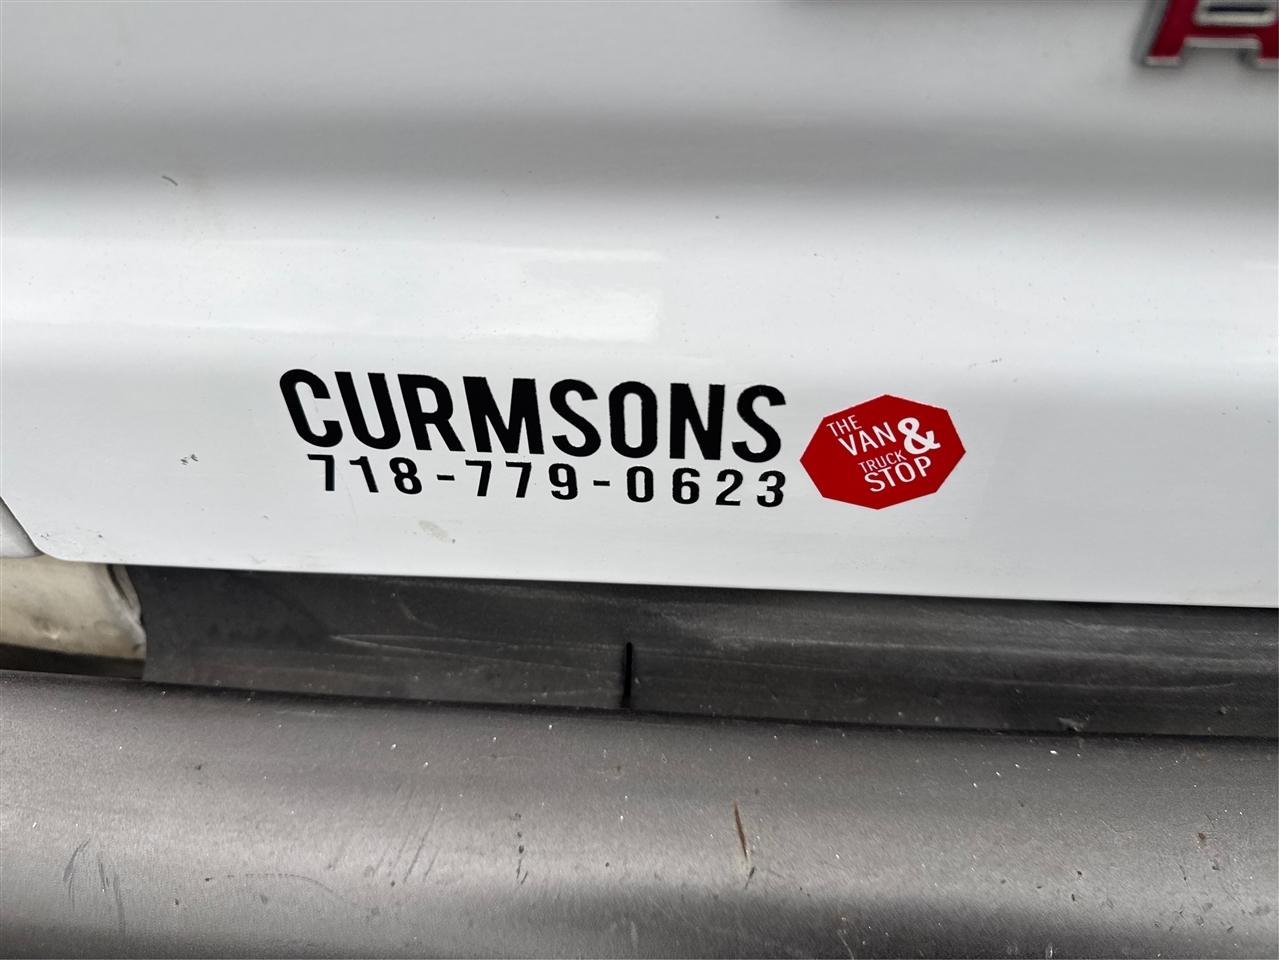 CURMSONS
718-779-0623
THE
VAN &
TRUCK
STOP